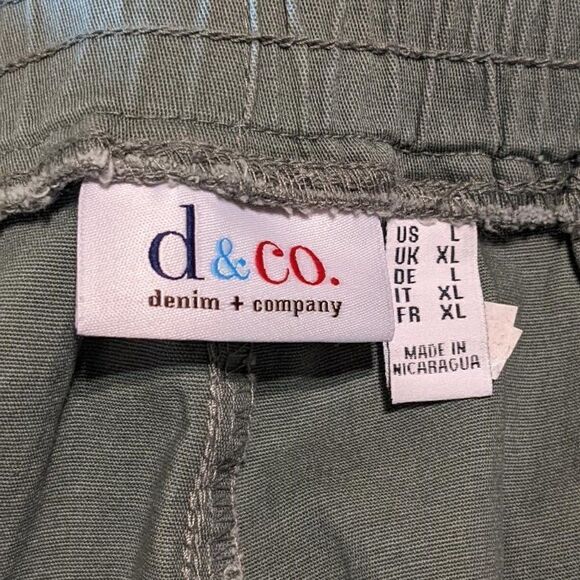 d&co.
denim + company
US L
UK XL
DE L
IT XL
FR XL
MADE IN
NICARAGUA